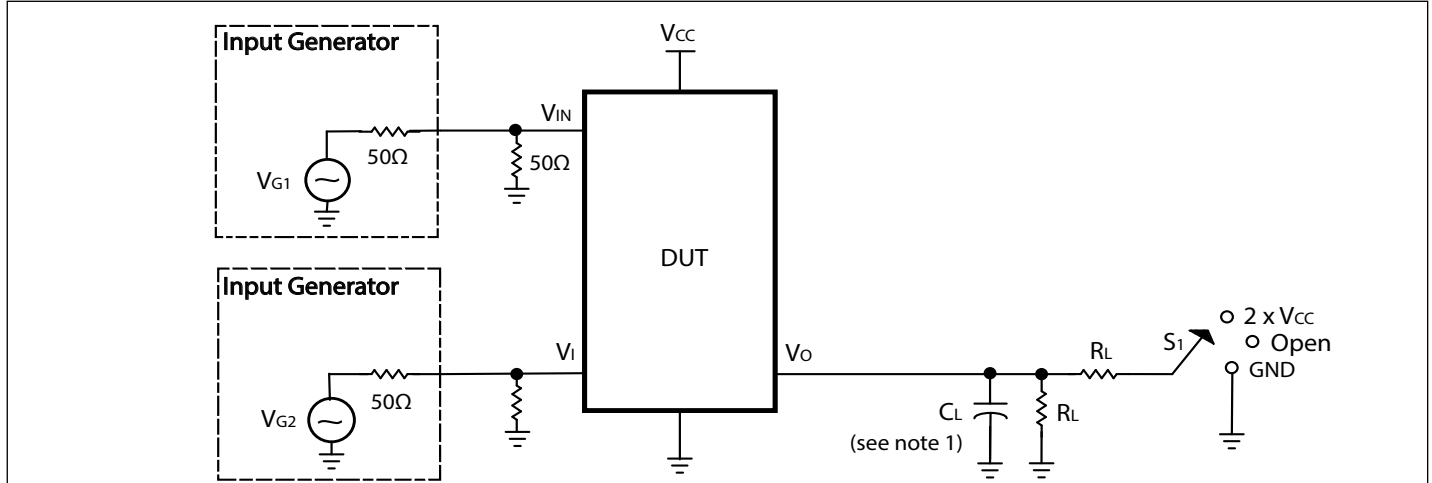 Input Generator
VCC
VIN
50Ω
50Ω
VG1
DUT
Input Generator
2 x VCC
S1
Open
VI
VO
RL
GND
50Ω
VG2
CL
RL
(see note 1)